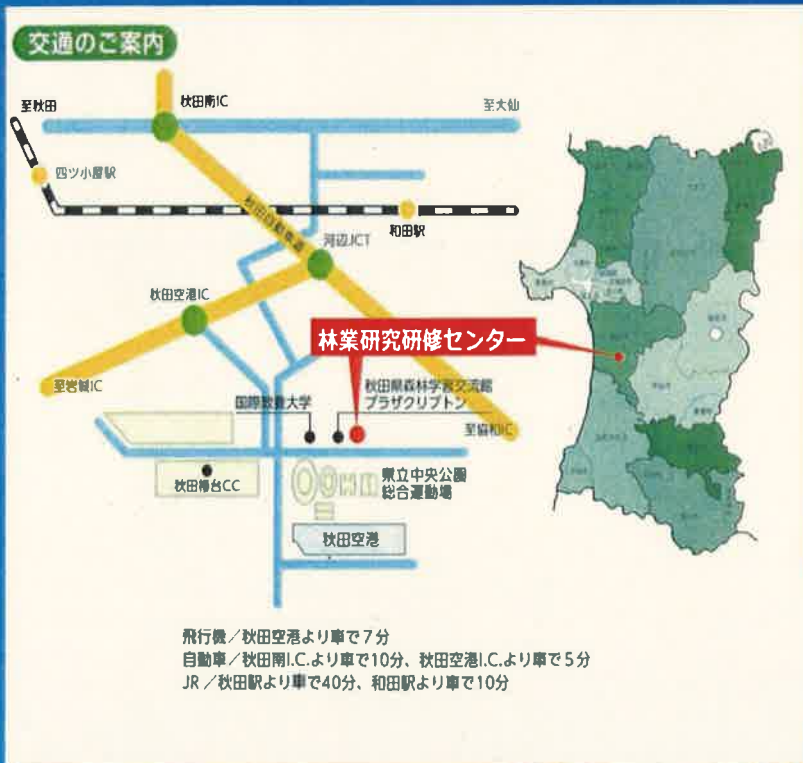 交通のご案内
至秋田
秋田南IC
至大仙
四ツ小屋駅
秋田自動車道
和田駅
河辺JCT
秋田空港IC
林業研究研修センター
至岩城IC
国際教養大学
秋田県森林学習交流館
プラザクリプトン
至協和IC
秋田椿台CC
県立中央公園
総合運動場
秋田空港
飛行機/秋田空港より車で7分
自動車/秋田南I.C.より車で10分、秋田空港I.C.より車で5分
JR/秋田駅より車で40分、和田駅より車で10分